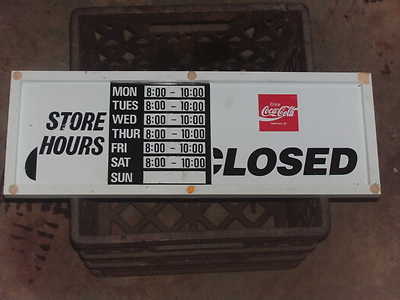 STORE HOURS
MON 8:00 - 10:00
TUES 8:00 - 10:00
WED 8:00 - 10:00
THUR 8:00 - 10:00
FRI 8:00 - 10:00
SAT 8:00 - 10:00
SUN
Enjoy
Coca-Cola
CLOSED